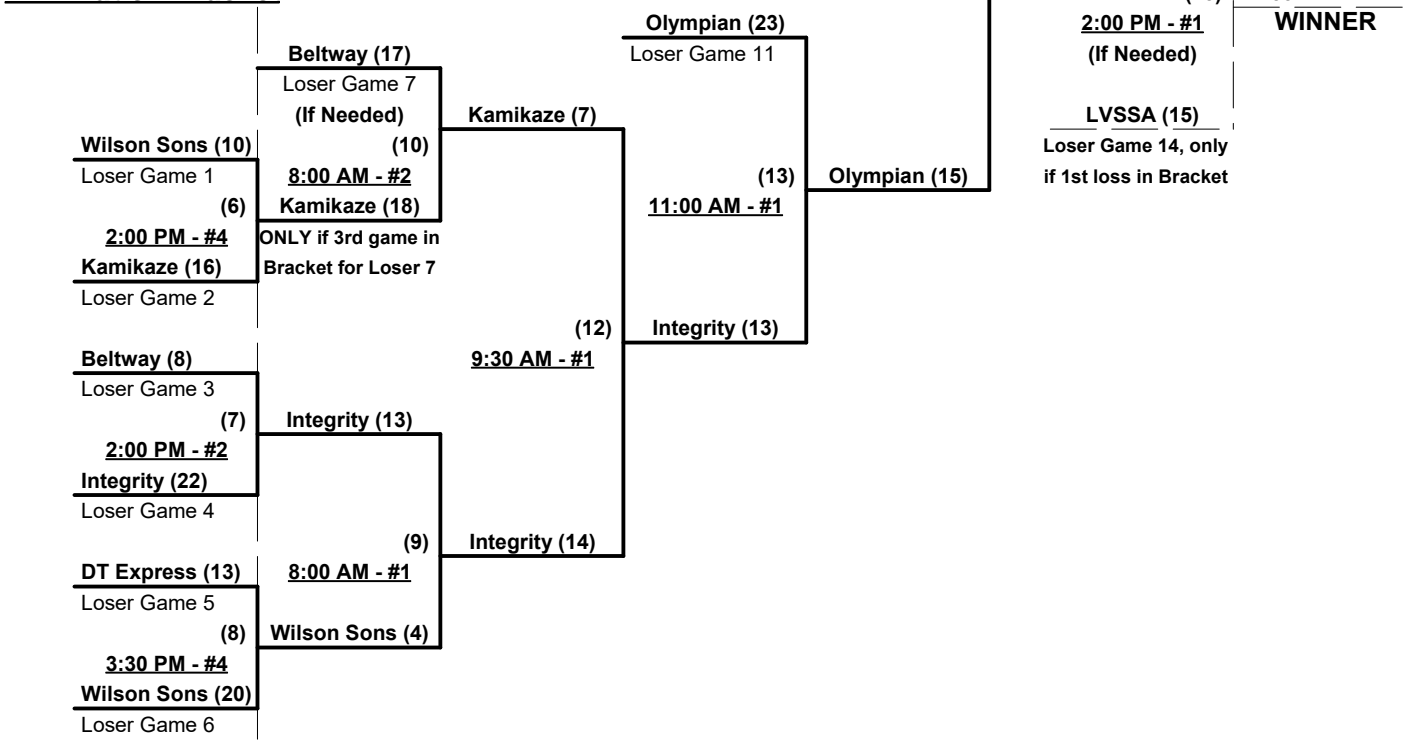 Olympian (23)
2:00 PM - #1
WINNER
Beltway (17)
Loser Game 11
(If Needed)
Loser Game 7
(If Needed)
Kamikaze (7)
LVSSA (15)
Wilson Sons (10)
(10)
Loser Game 14, only
Loser Game 1
8:00 AM - #2
(13)
Olympian (15)
if 1st loss in Bracket
(6)
Kamikaze (18)
11:00 AM - #1
2:00 PM - #4
ONLY if 3rd game in
Kamikaze (16)
Bracket for Loser 7
Loser Game 2
(12)
Integrity (13)
Beltway (8)
9:30 AM - #1
Loser Game 3
(7)
Integrity (13)
2:00 PM - #2
Integrity (22)
Loser Game 4
(9)
Integrity (14)
DT Express (13)
8:00 AM - #1
Loser Game 5
(8)
Wilson Sons (4)
3:30 PM - #4
Wilson Sons (20)
Loser Game 6